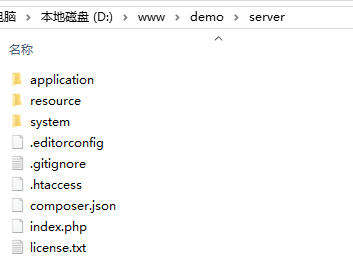 电脑 > 本地磁盘 (D:) > www > demo > server
名称
application
resource
system
.editorconfig
.gitignore
.htaccess
composer.json
index.php
license.txt